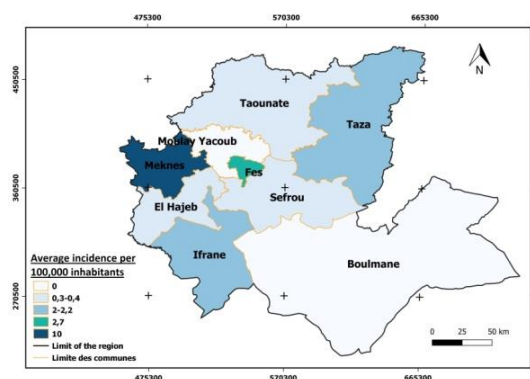 475300
570300
665300
450500
360500
270500
N
Taounate
Taza
Moulay Yacoub
Meknes
Fes
El Hajeb
Sefrou
Ifrane
Boulmane
Average incidence per
100,000 inhabitants
0
0,3-0,4
2-2,2
2,7
10
Limit of the region
Limite des communes
0 25 50 km
475300
570300
665300